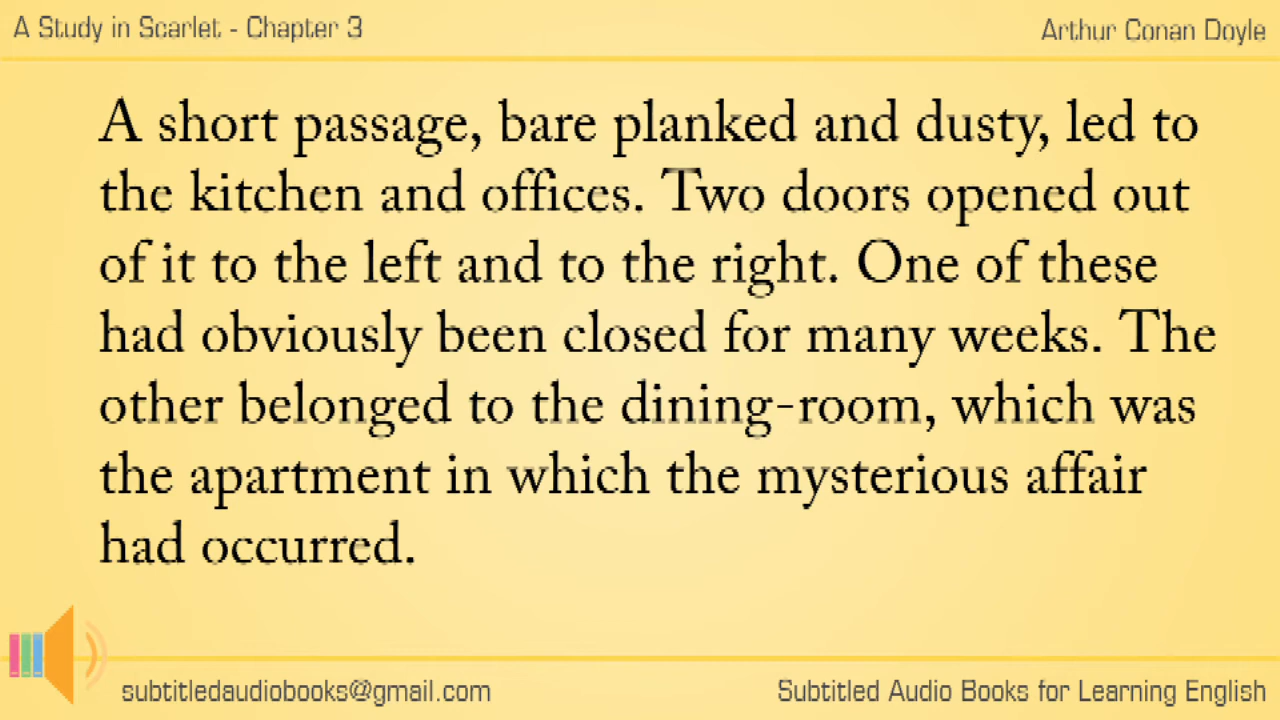 A Study in Scarlet - Chapter 3
Arthur Conan Doyle
A short passage, bare planked and dusty, led to
the kitchen and offices. Two doors opened out
of it to the left and to the right. One of these
had obviously been closed for many weeks. The
other belonged to the dining-room, which was
the apartment in which the mysterious affair
had occurred.
subtitledaudiobooks@gmail.com
Subtitled Audio Books for Learning English